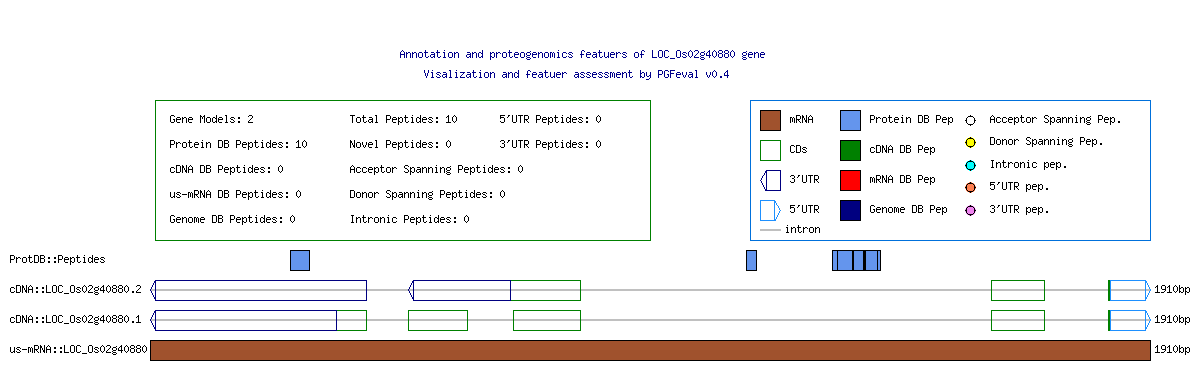 Annotation and proteogenomics featuers of LOC_Os02g40880 gene
Visalization and featuer assessment by PGFeval v0.4
Gene Models: 2 Total Peptides: 10 5'UTR Peptides: 0
Protein DB Peptides: 10 Novel Peptides: 0 3'UTR Peptides: 0
cDNA DB Peptides: 0 Acceptor Spanning Peptides: 0
us-mRNA DB Peptides: 0 Donor Spanning Peptides: 0
Genome DB Peptides: 0 Intronic Peptides: 0
mRNA Protein DB Pep Acceptor Spanning Pep.
CDs cDNA DB Pep Donor Spanning Pep.
3'UTR mRNA DB Pep Intronic pep.
5'UTR Genome DB Pep 5'UTR pep.
intron 3'UTR pep.
ProtDB::Peptides
cDNA::LOC_Os02g40880.2 1910bp
cDNA::LOC_Os02g40880.1 1910bp
us-mRNA::LOC_Os02g40880 1910bp